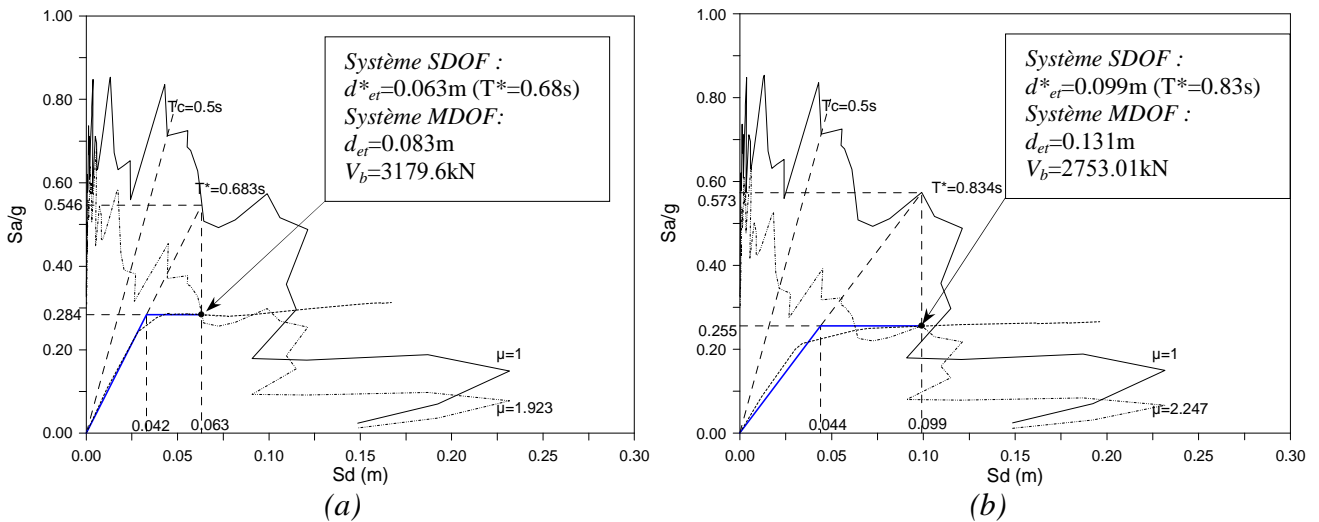 1.00
0.80
0.60
0.546
0.40
0.284
0.20
0.00
Sa/g
Système SDOF :
d*et=0.063m (T*=0.68s)
Système MDOF:
det=0.083m
Vb=3179.6kN
Tc=0.5s
T*=0.683s
μ=1
μ=1.923
0.042
0.063
0.00
0.05
0.10
0.15
0.20
0.25
0.30
Sd (m)
(a)
1.00
0.80
0.60
0.573
0.40
0.255
0.20
0.00
Sa/g
Système SDOF :
d*et=0.099m (T*=0.83s)
Système MDOF :
det=0.131m
Vb=2753.01kN
Tc=0.5s
T*=0.834s
μ=1
μ=2.247
0.044
0.099
0.00
0.05
0.10
0.15
0.20
0.25
0.30
Sd (m)
(b)